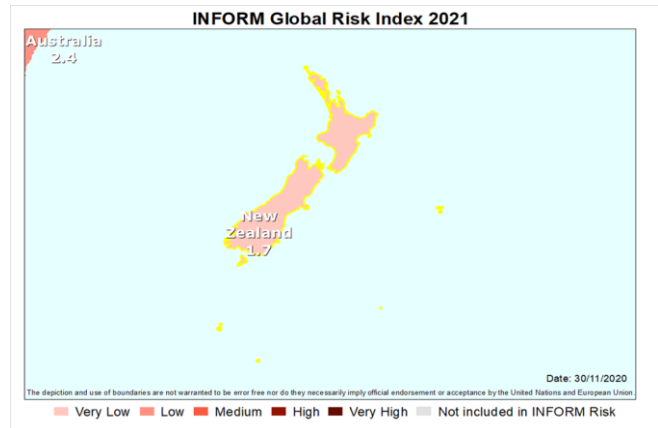 INFORM Global Risk Index 2021
Australia
2.4
New
Zealand
1.7
Date: 30/11/2020
The depiction and use of boundaries are not warranted to be error free nor do they necessarily imply official endorsement or acceptance by the United Nations and European Union
Very Low Low Medium High Very High Not included in INFORM Risk